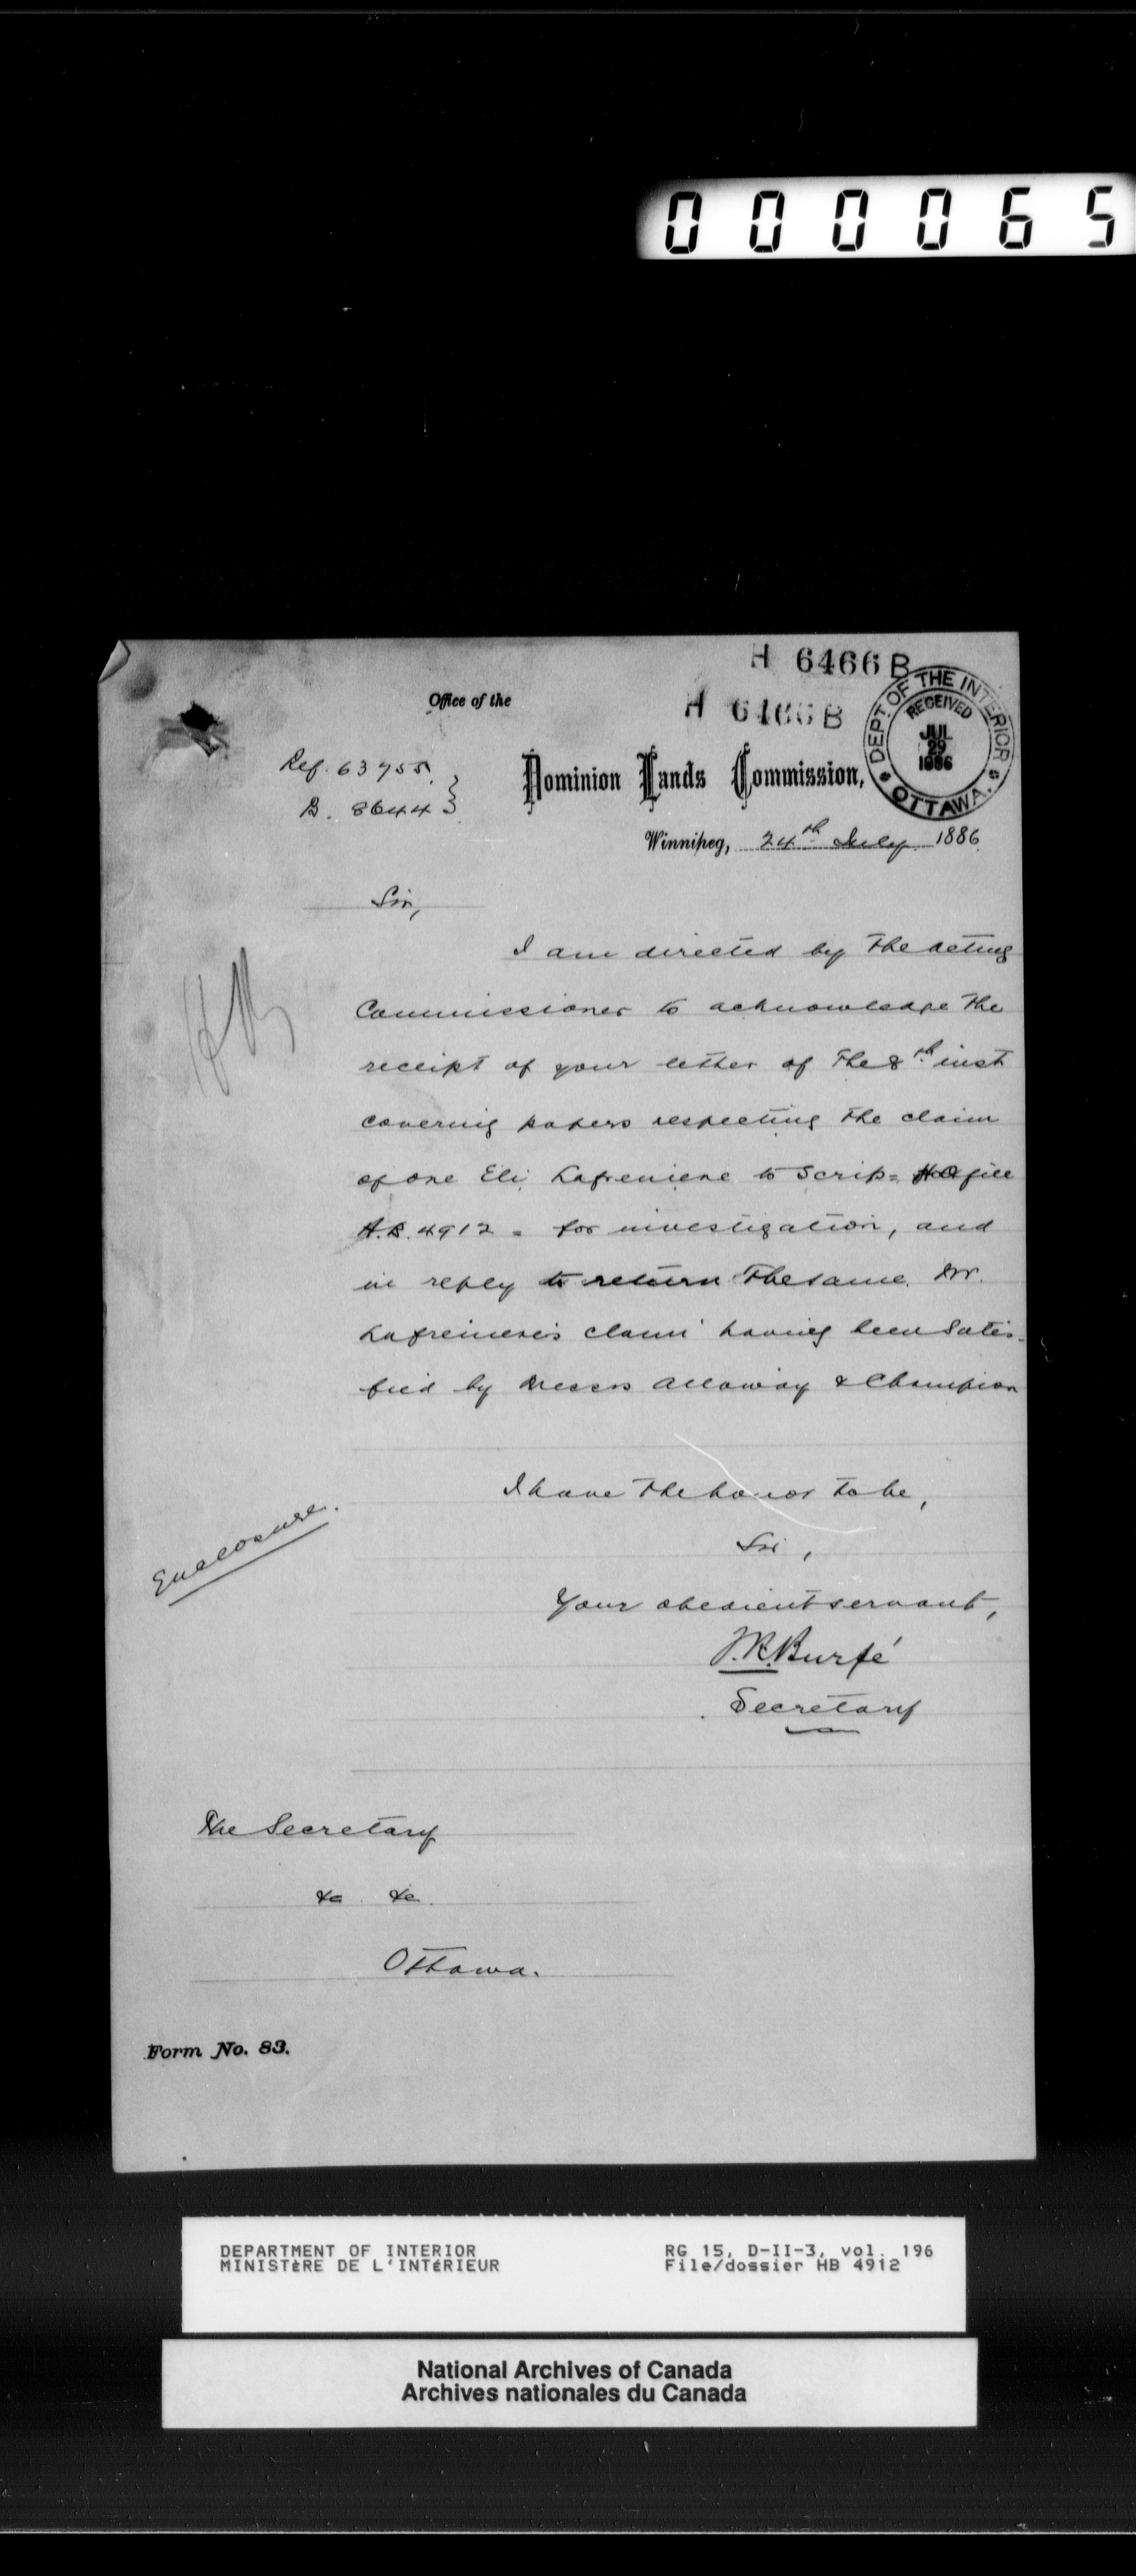 000065
H 6466 B
H 6466 B
DEPT. OF THE INTERIOR
RECEIVED
JUL
29
1886
OTTAWA.
Office of the
Ref. 63955
B. 8644
Dominion Lands Commission,
Winnipeg, 24th July 1886
Sir,
I am directed by the Acting
Commissioner to acknowledge the
receipt of your letter of the 8th inst
covering papers respecting the claim
of one Eli Lafreniere to Scrip = HO file
H.B. 4912 = for investigation, and
in reply to return the same. Mr.
Lafreniere's claim having been Satis-
fied by Messrs Alloway & Champion
I have the honor to be,
Sir,
Enclosure.
Your obedient servant,
Secretary
The Secretary
&c &c
Ottawa.
Form No. 83.
DEPARTMENT OF INTERIOR
MINISTÈRE DE L'INTÉRIEUR
RG 15, D-II-3, vol. 196
File/dossier HB 4912
National Archives of Canada
Archives nationales du Canada